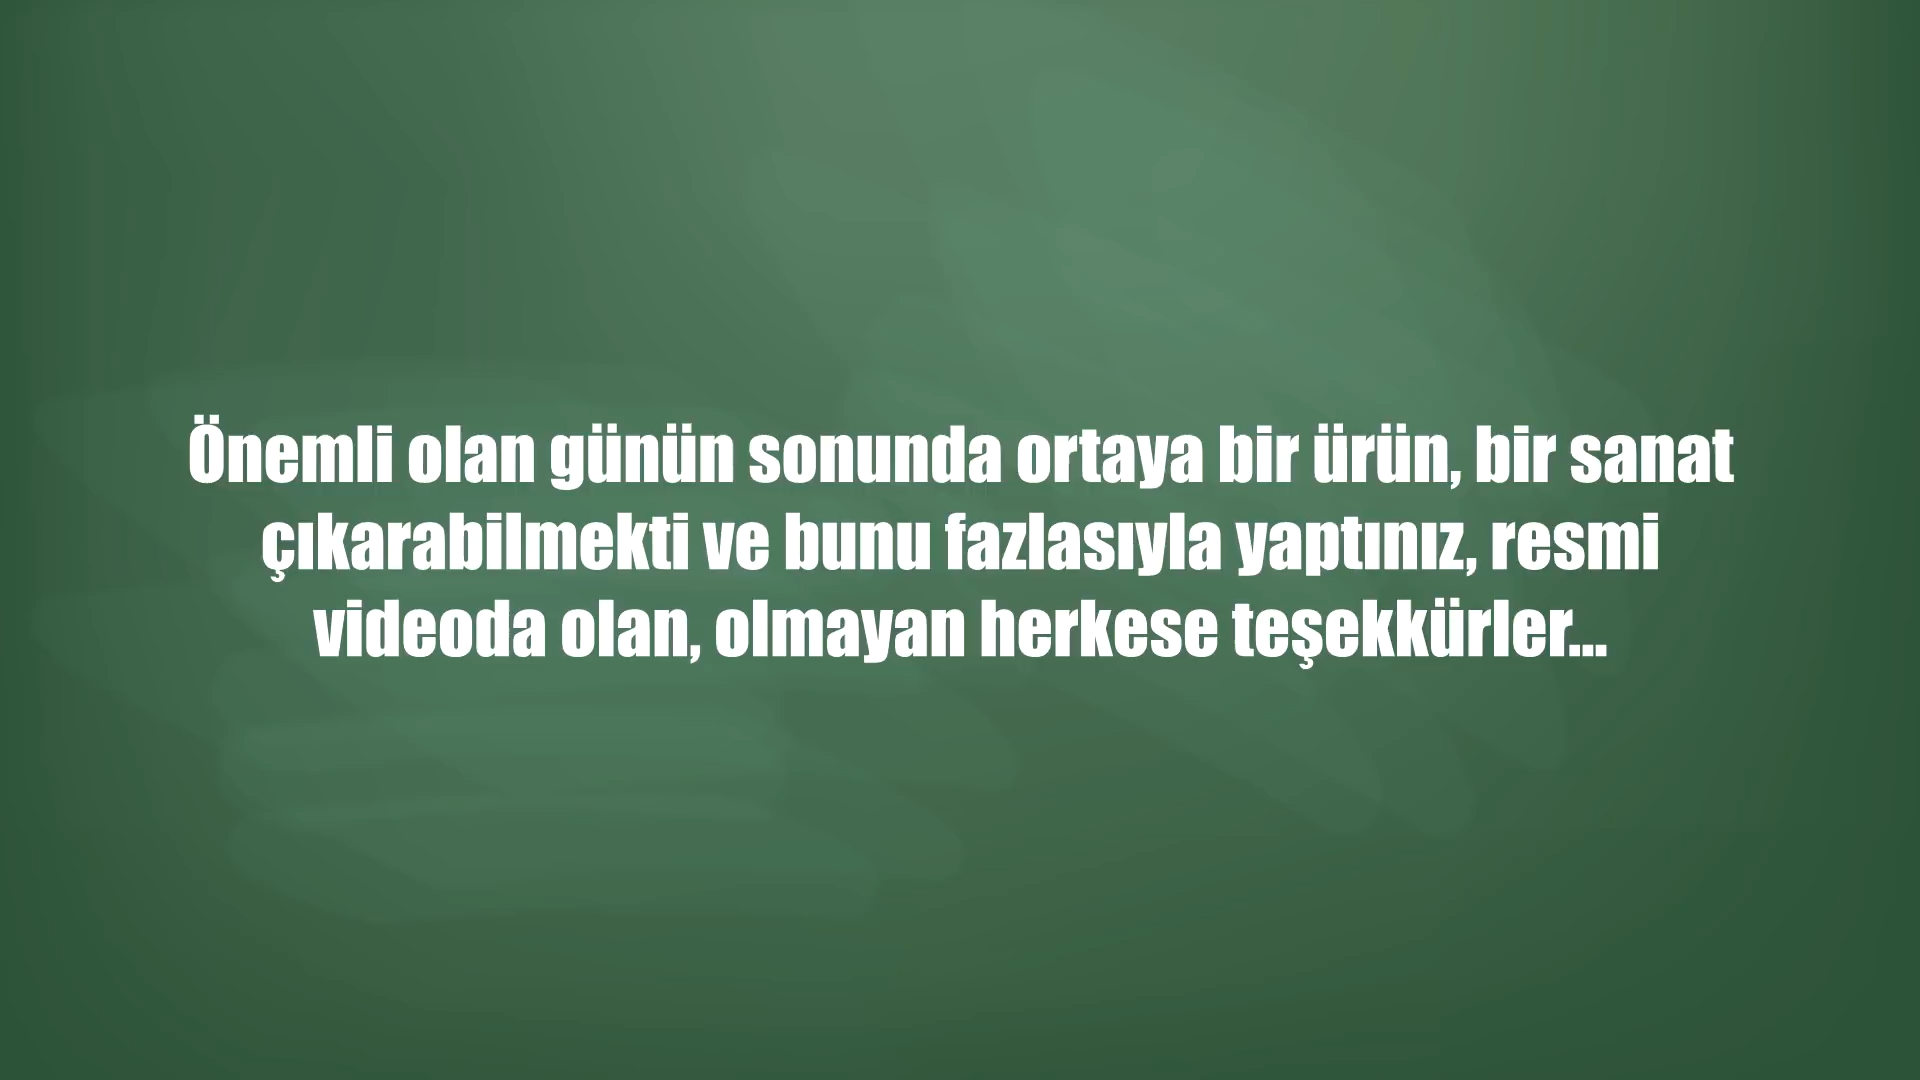 Önemli olan günün sonunda ortaya bir ürün, bir sanat
çıkarabilmekti ve bunu fazlasıyla yaptınız, resmi
videoda olan, olmayan herkese teşekkürler...